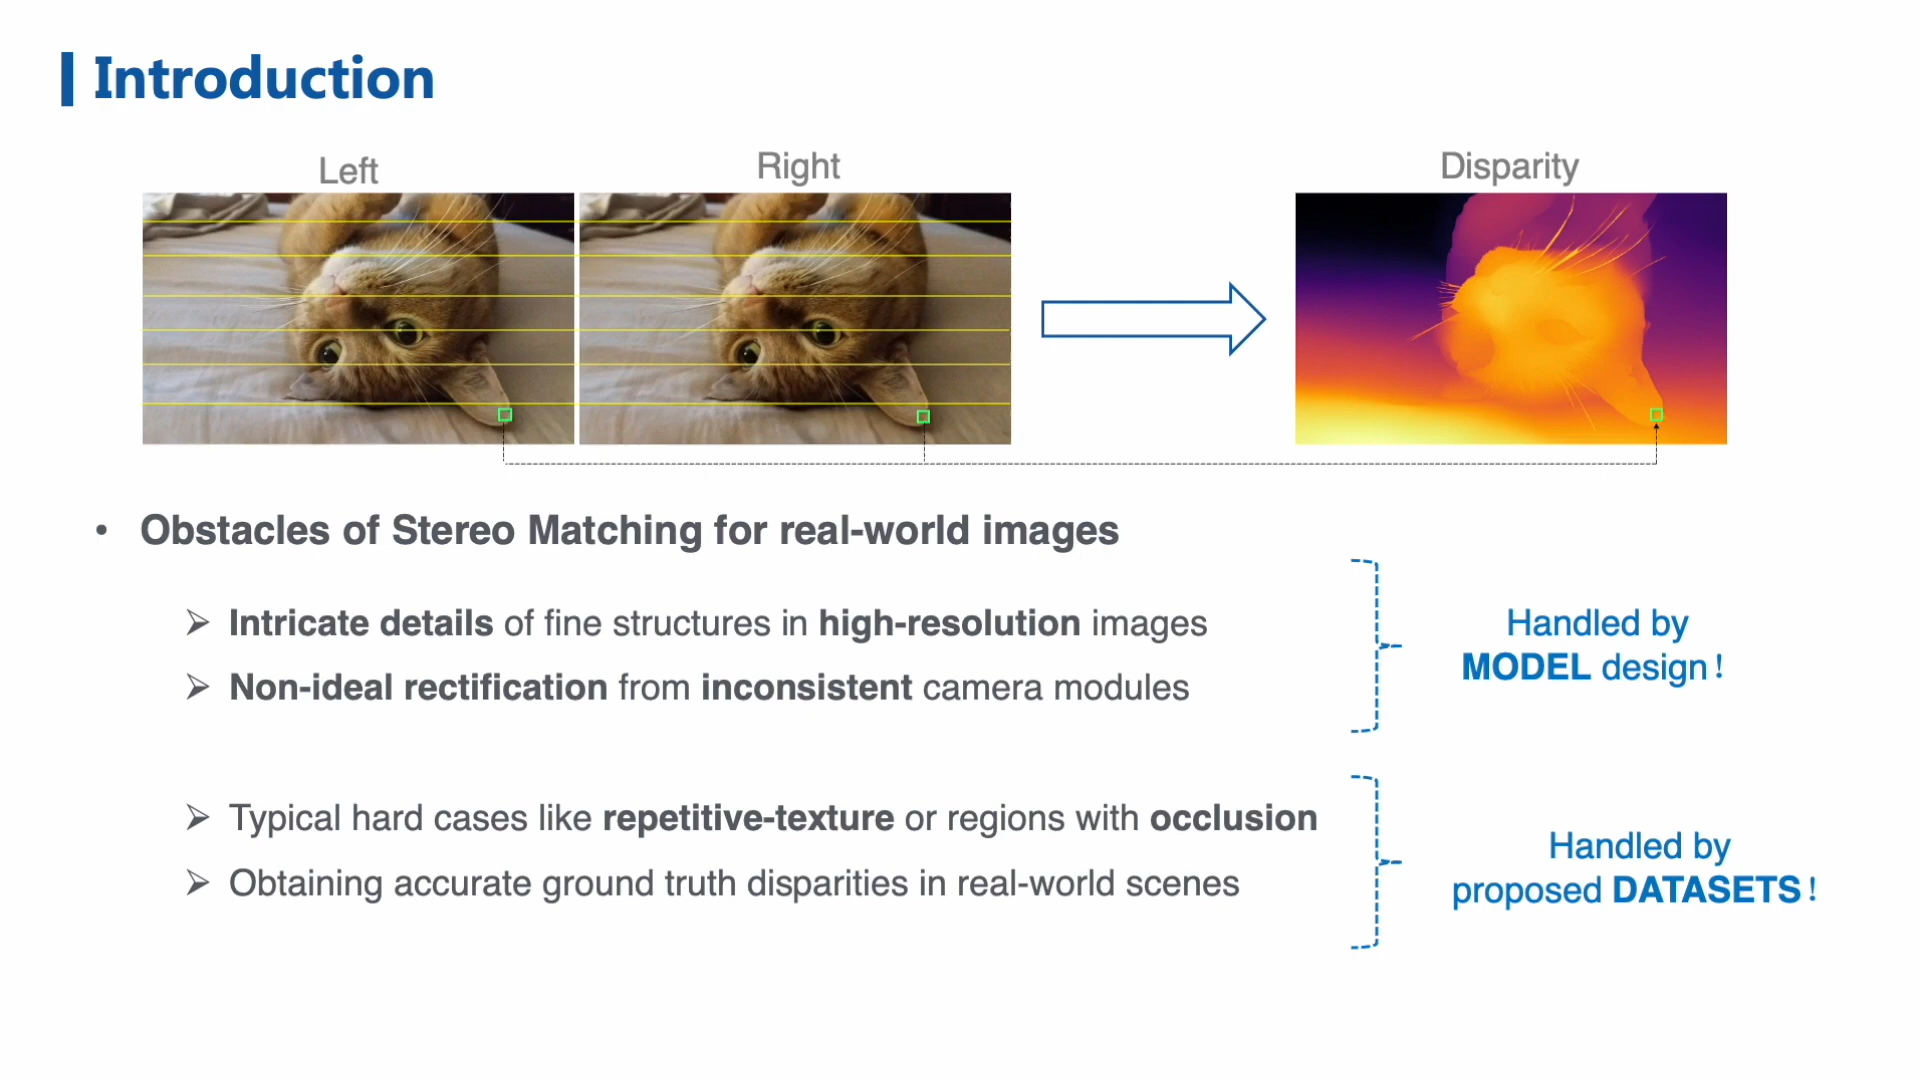 Introduction
Left
Right
Disparity
• Obstacles of Stereo Matching for real-world images
➢ Intricate details of fine structures in high-resolution images
➢ Non-ideal rectification from inconsistent camera modules
Handled by
MODEL design!
➢ Typical hard cases like repetitive-texture or regions with occlusion
➢ Obtaining accurate ground truth disparities in real-world scenes
Handled by
proposed DATASETS!